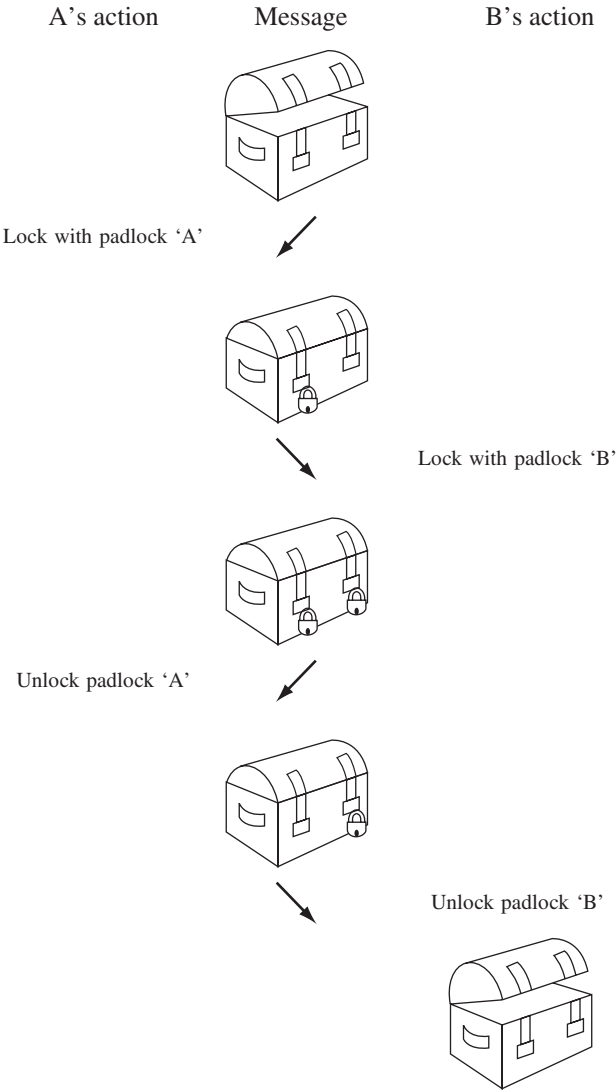 A's action Message B's action
Lock with padlock ‘A’
Lock with padlock ‘B’
Unlock padlock ‘A’
Unlock padlock ‘B’